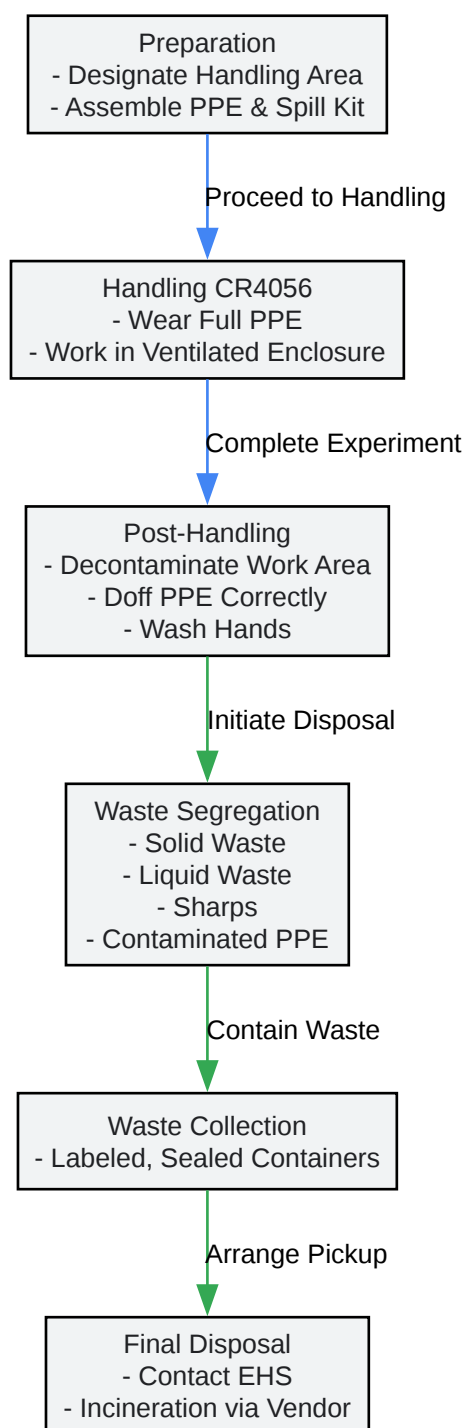 Preparation
- Designate Handling Area
- Assemble PPE & Spill Kit
Proceed to Handling
Handling CR4056
- Wear Full PPE
- Work in Ventilated Enclosure
Complete Experiment
Post-Handling
- Decontaminate Work Area
- Doff PPE Correctly
- Wash Hands
Initiate Disposal
Waste Segregation
- Solid Waste
- Liquid Waste
- Sharps
- Contaminated PPE
Contain Waste
Waste Collection
- Labeled, Sealed Containers
Arrange Pickup
Final Disposal
- Contact EHS
- Incineration via Vendor